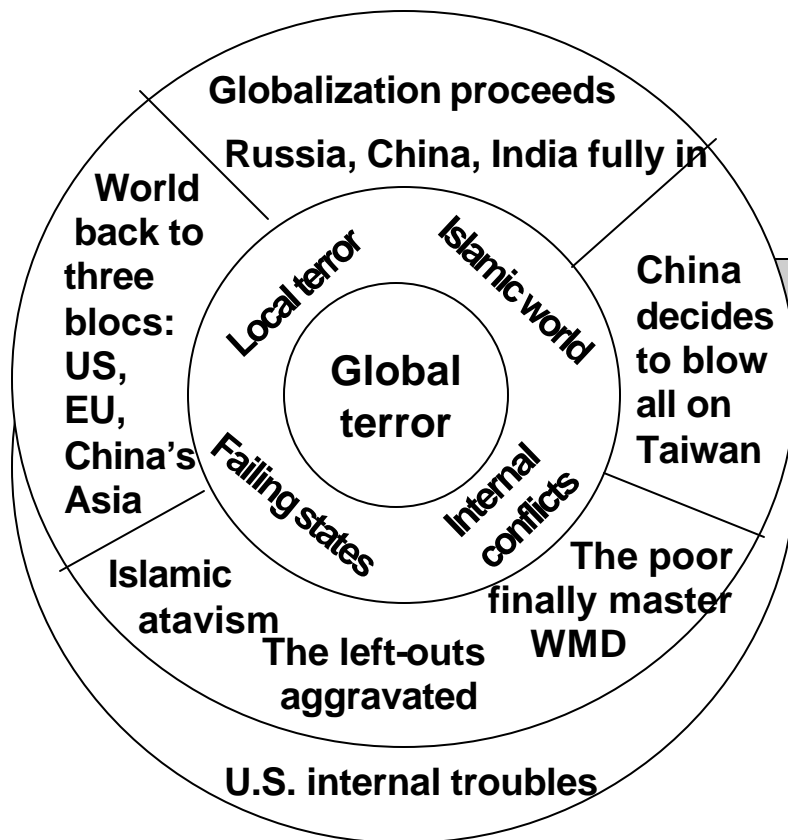 Globalization proceeds
Russia, China, India fully in
World
back to
three
blocs:
US,
EU,
China's
Asia
Local terror
Islamic world
China
decides
to blow
all on
Taiwan
Global
terror
Failing states
Internal
conflicts
Islamic
atavism
The poor
finally master
WMD
The left-outs
aggravated
U.S. internal troubles